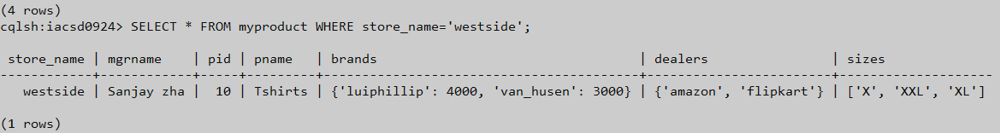 (4 rows)
cqlsh:iacsd0924> SELECT * FROM myproduct WHERE store_name='westside';
store_name | mgrname | pid | pname | brands | dealers | sizes
------------+------------+-----+---------+---------------------------------------+------------------------+--------------------
westside | Sanjay zha | 10 | Tshirts | {'luiphillip': 4000, 'van_husen': 3000} | {'amazon', 'flipkart'} | ['X', 'XXL', 'XL']
(1 rows)